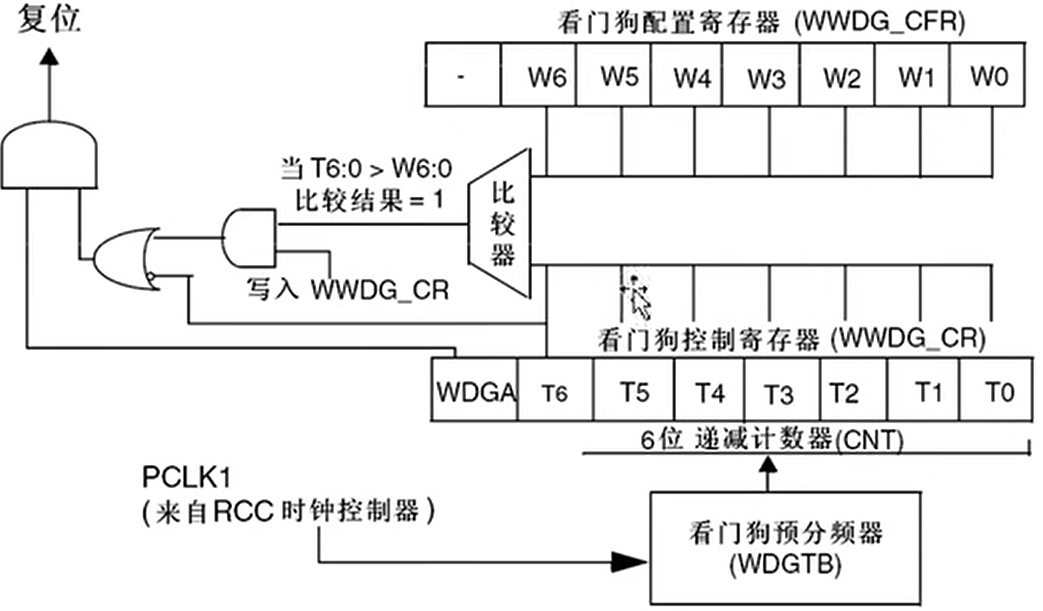 复位
看门狗配置寄存器 (WWDG_CFR)
- W6 W5 W4 W3 W2 W1 W0
当 T6:0 > W6:0
比较结果 = 1
比较器
写入 WWDG_CR
看门狗控制寄存器 (WWDG_CR)
WDGA T6 T5 T4 T3 T2 T1 T0
6位 递减计数器(CNT)
PCLK1
(来自RCC 时钟控制器)
看门狗预分频器
(WDGTB)